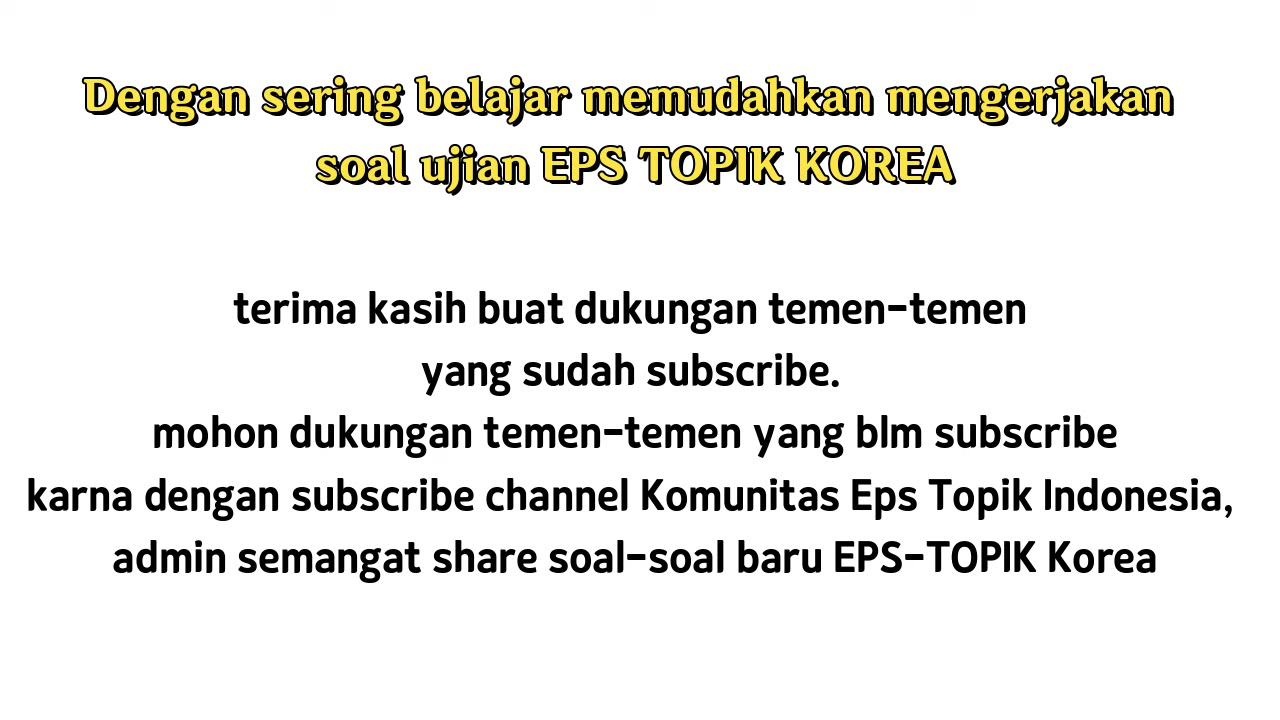 Dengan sering belajar memudahkan mengerjakan
soal ujian EPS TOPIK KOREA
terima kasih buat dukungan temen-temen
yang sudah subscribe.
mohon dukungan temen-temen yang blm subscribe
karna dengan subscribe channel Komunitas Eps Topik Indonesia,
admin semangat share soal-soal baru EPS-TOPIK Korea